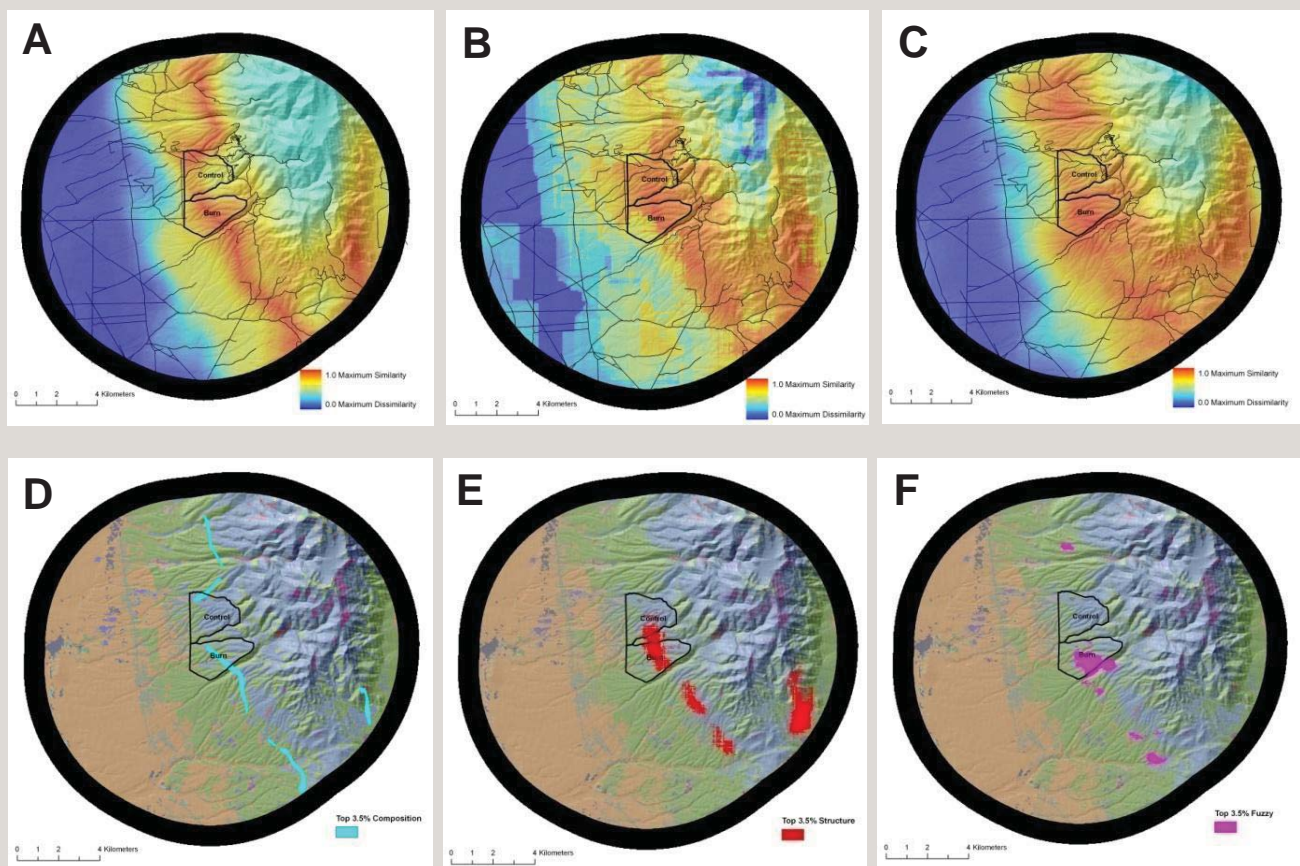 A
Control
Burn
1.0 Maximum Similarity
0.0 Maximum Dissimilarity
0 1 2 4 Kilometers
B
Control
Burn
1.0 Maximum Similarity
0.0 Maximum Dissimilarity
0 1 2 4 Kilometers
C
Control
Burn
1.0 Maximum Similarity
0.0 Maximum Dissimilarity
0 1 2 4 Kilometers
D
Control
Burn
Top 3.5% Composition
0 1 2 4 Kilometers
E
Control
Top 3.5% Structure
0 1 2 4 Kilometers
F
Control
Burn
Top 3.5% Fuzzy
0 1 2 4 Kilometers